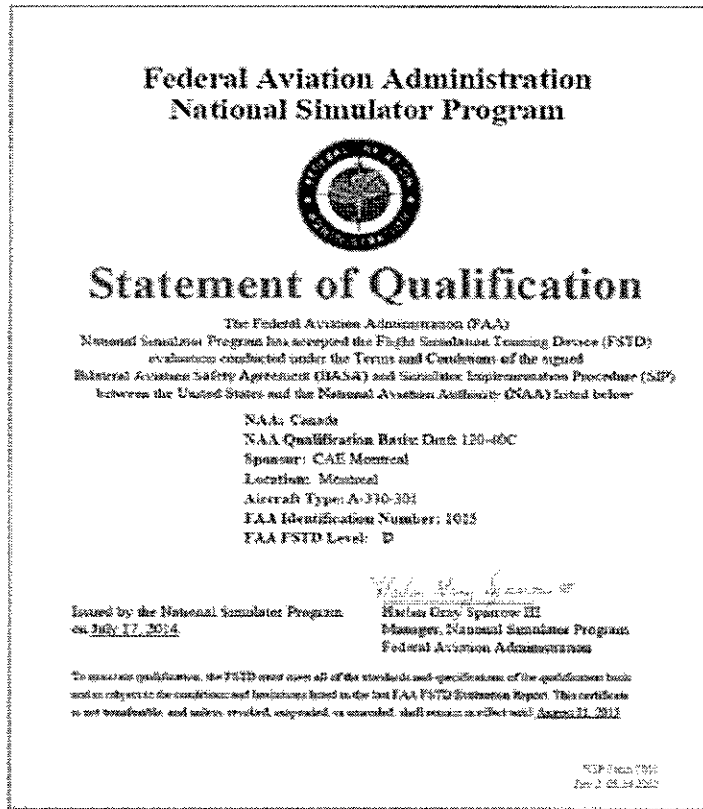 Federal Aviation Administration
National Simulator Program
Statement of Qualification
The Federal Aviation Administration (FAA)
National Simulator Program has accepted the Flight Simulation Training Device (FSTD)
evaluation conducted under the Terms and Conditions of the signed
Bilateral Aviation Safety Agreement (BASA) and Simulator Implementation Procedure (SIP)
between the United States and the National Aviation Authority (NAA) listed below
NAA: Canada
NAA Qualification Basis: Draft 120-40C
Sponsor: CAE Montreal
Location: Montreal
Aircraft Type: A-330-301
FAA Identification Number: 1025
FAA FSTD Level: D
Issued by the National Simulator Program
on July 17, 2014.
Harlan Gray Sparrow III
Manager, National Simulator Program
Federal Aviation Administration
To maintain qualification, the FSTD must meet all of the standards and specifications of the qualification basis
and is subject to the conditions and limitations listed in the last FAA FSTD Evaluation Report. This certificate
is not transferable, and unless revoked, suspended, or amended, shall remain in effect until August 31,